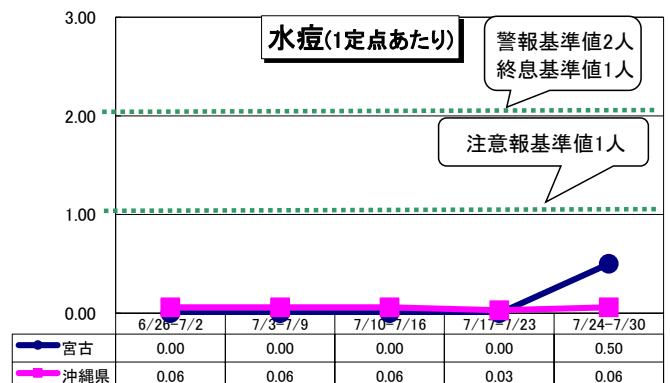 水痘(1定点あたり)
警報基準値2人
終息基準値1人
注意報基準値1人
3.00
2.00
1.00
0.00
6/26-7/2 7/3-7/9 7/10-7/16 7/17-7/23 7/24-7/30
宮古 0.00 0.00 0.00 0.00 0.50
沖縄県 0.06 0.06 0.06 0.03 0.06